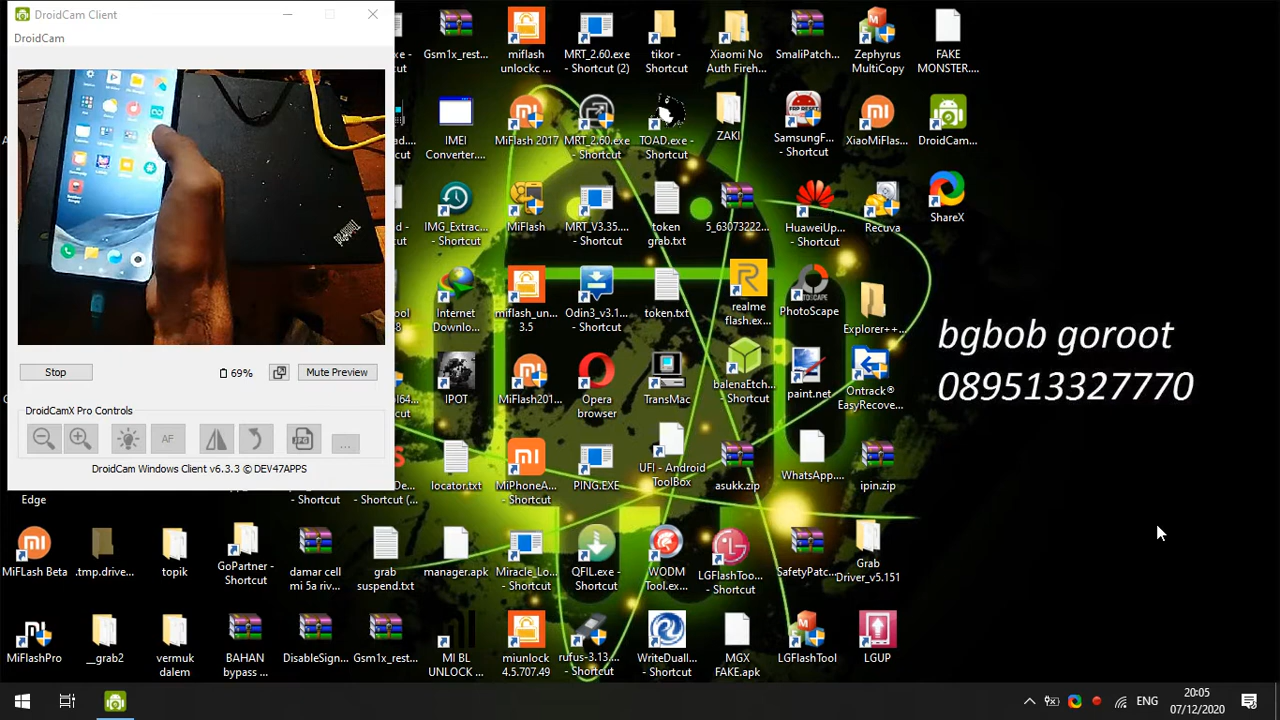 DroidCam Client
DroidCam
69%
Stop
Mute Preview
DroidCamX Pro Controls
AF
...
DroidCam Windows Client v6.3.3 © DEV47APPS
Edge
Gsm1x_rest...
miflash unlockc ...
MRT_2.60.exe - Shortcut (2)
tikor - Shortcut
Xiaomi No Auth Fireh...
SmaliPatch...
Zephyrus MultiCopy
FAKE MONSTER....
IMEI Converter....
MiFlash 2017
MRT_2.60.exe - Shortcut
TOAD.exe - Shortcut
ZAKI
SamsungF... - Shortcut
XiaoMiFlas...
DroidCam...
IMG_Extrac... - Shortcut
MiFlash
MRT_V3.35.... - Shortcut
token grab.txt
5_63073222...
HuaweiUp... - Shortcut
Recuva
ShareX
Internet Downlo...
miflash_un... 3.5
Odin3_v3.1... - Shortcut
token.txt
realme flash.ex...
PhotoScape
Explorer++...
IPOT
MiFlash201...
Opera browser
TransMac
balenaEtch... - Shortcut
paint.net
Ontrack® EasyRecove...
bgbob goroot
089513327770
locator.txt
- Shortcut (...
MiPhoneA... - Shortcut
PING.EXE
UFI - Android ToolBox
asukk.zip
WhatsApp....
ipin.zip
MiFLash Beta
.tmp.drive...
topik
GoPartner - Shortcut
damar cell mi 5a riv...
grab suspend.txt
manager.apk
Miracle_Lo... - Shortcut
QFIL.exe - Shortcut
WODM Tool.ex...
LGFlashToo... - Shortcut
SafetyPatc...
Grab Driver_v5.151
MiFlashPro
__grab2
vermuk dalem
BAHAN bypass ...
DisableSign...
Gsm1x_rest...
MI BL UNLOCK ...
miunlock 4.5.707.49
rufus-3.13.... - Shortcut
WriteDuall... - Shortcut
MGX FAKE.apk
LGFlashTool
LGUP
ENG
20:05
07/12/2020